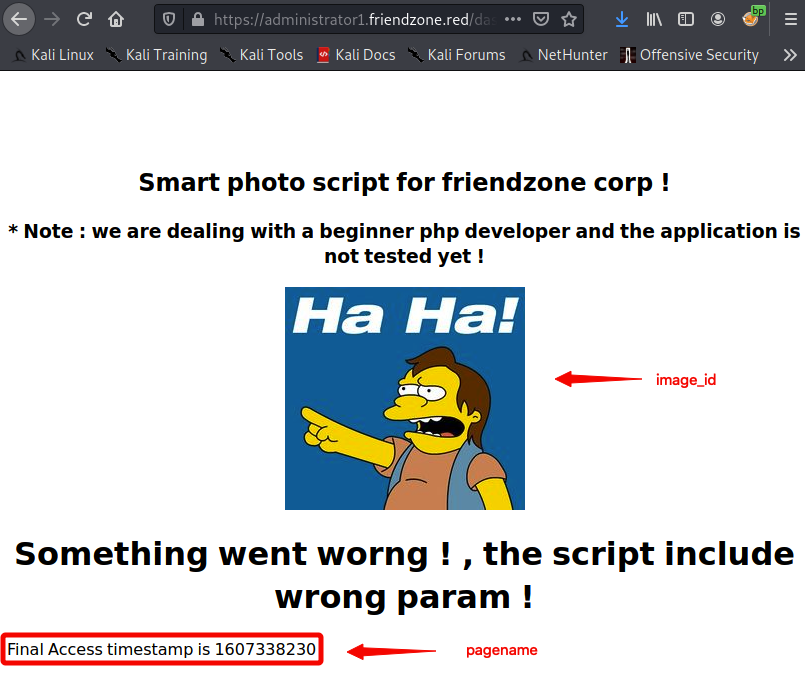 https://administrator1.friendzone.red/das
bp
Kali Linux Kali Training Kali Tools Kali Docs Kali Forums NetHunter Offensive Security
Smart photo script for friendzone corp !
* Note : we are dealing with a beginner php developer and the application is
not tested yet !
Ha Ha!
image_id
Something went worng ! , the script include
wrong param !
Final Access timestamp is 1607338230
pagename